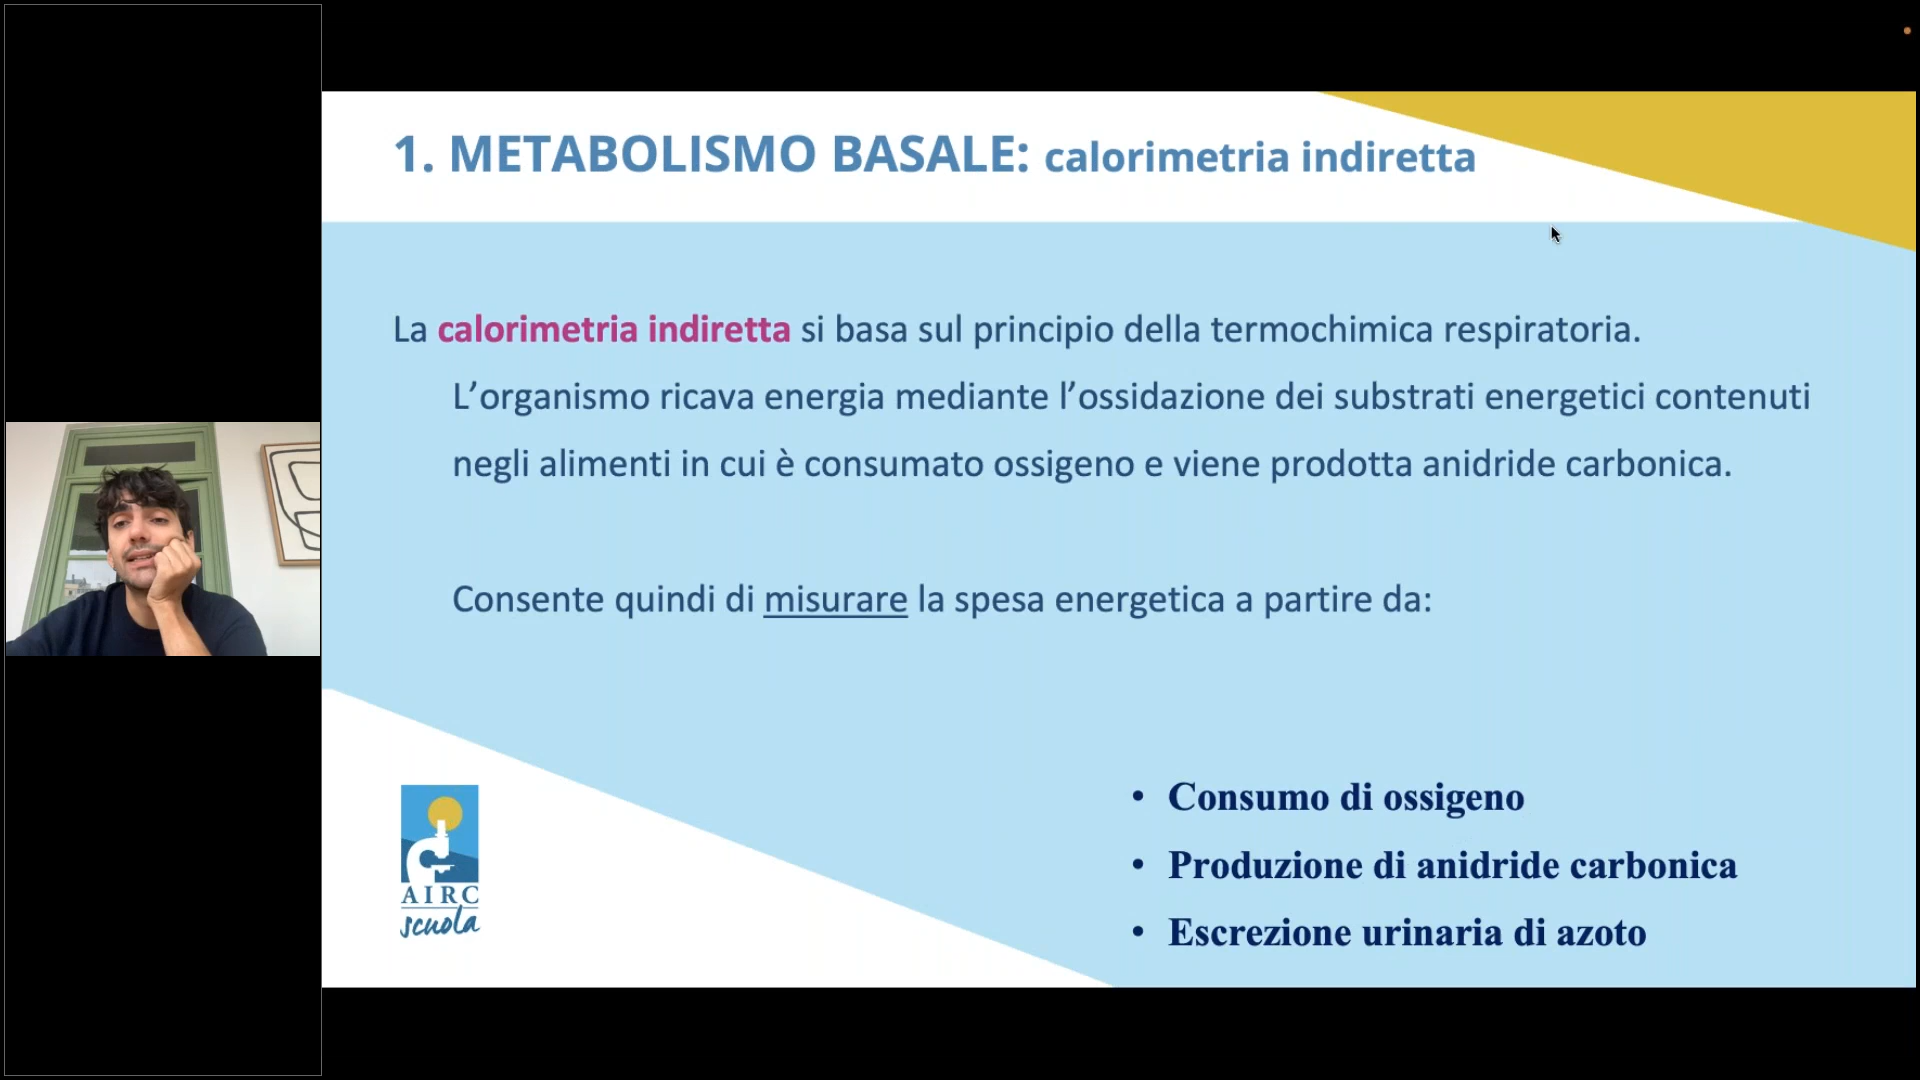 1. METABOLISMO BASALE: calorimetria indiretta
La calorimetria indiretta si basa sul principio della termochimica respiratoria.
L’organismo ricava energia mediante l’ossidazione dei substrati energetici contenuti
negli alimenti in cui è consumato ossigeno e viene prodotta anidride carbonica.
Consente quindi di misurare la spesa energetica a partire da:
• Consumo di ossigeno
• Produzione di anidride carbonica
• Escrezione urinaria di azoto
AIRC
scuola